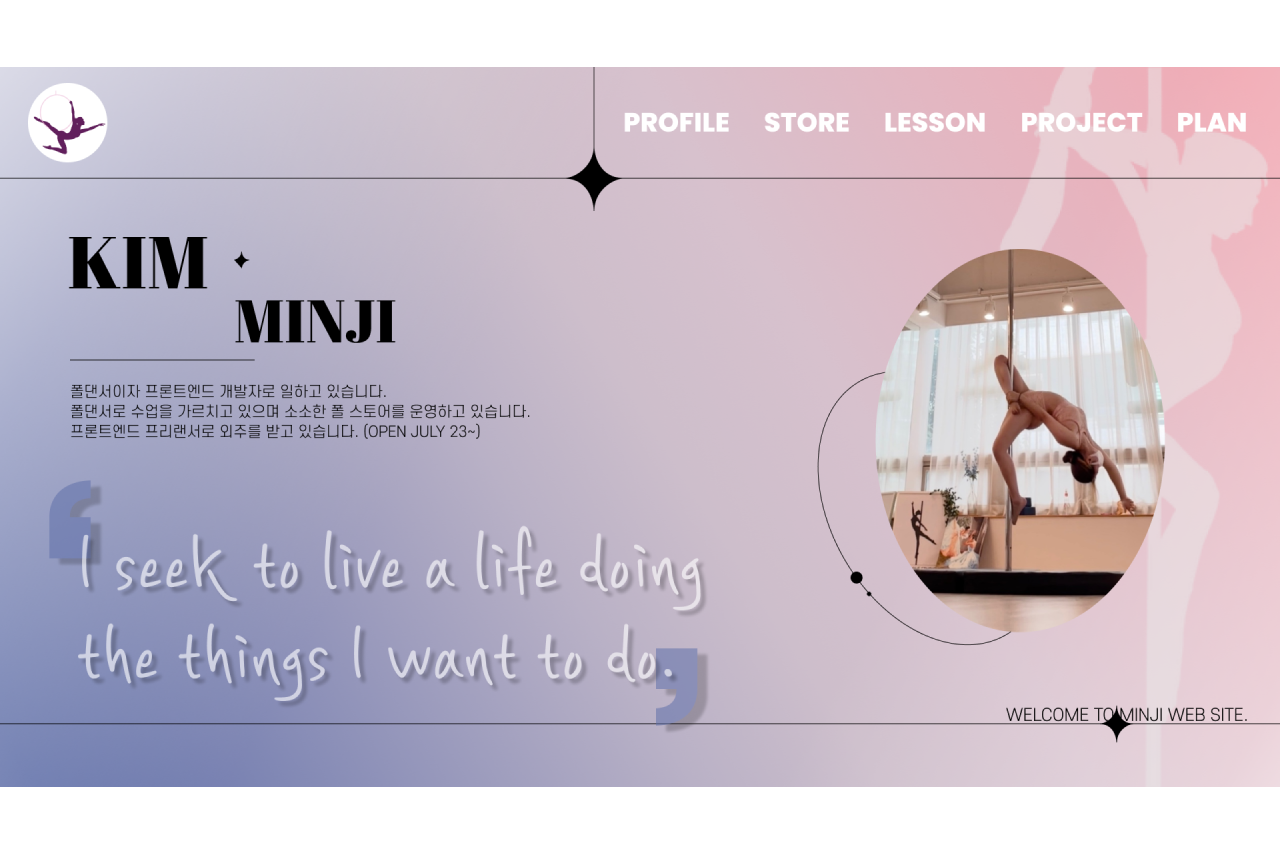 PROFILE STORE LESSON PROJECT PLAN
KIM
MINJI
폴댄서이자 프론트엔드 개발자로 일하고 있습니다.
폴댄서로 수업을 가르치고 있으며 소소한 폴 스토어를 운영하고 있습니다.
프론트엔드 프리랜서로 외주를 받고 있습니다. (OPEN JULY 23~)
I seek to live a life doing
the things I want to do.
WELCOME TO MINJI WEB SITE.